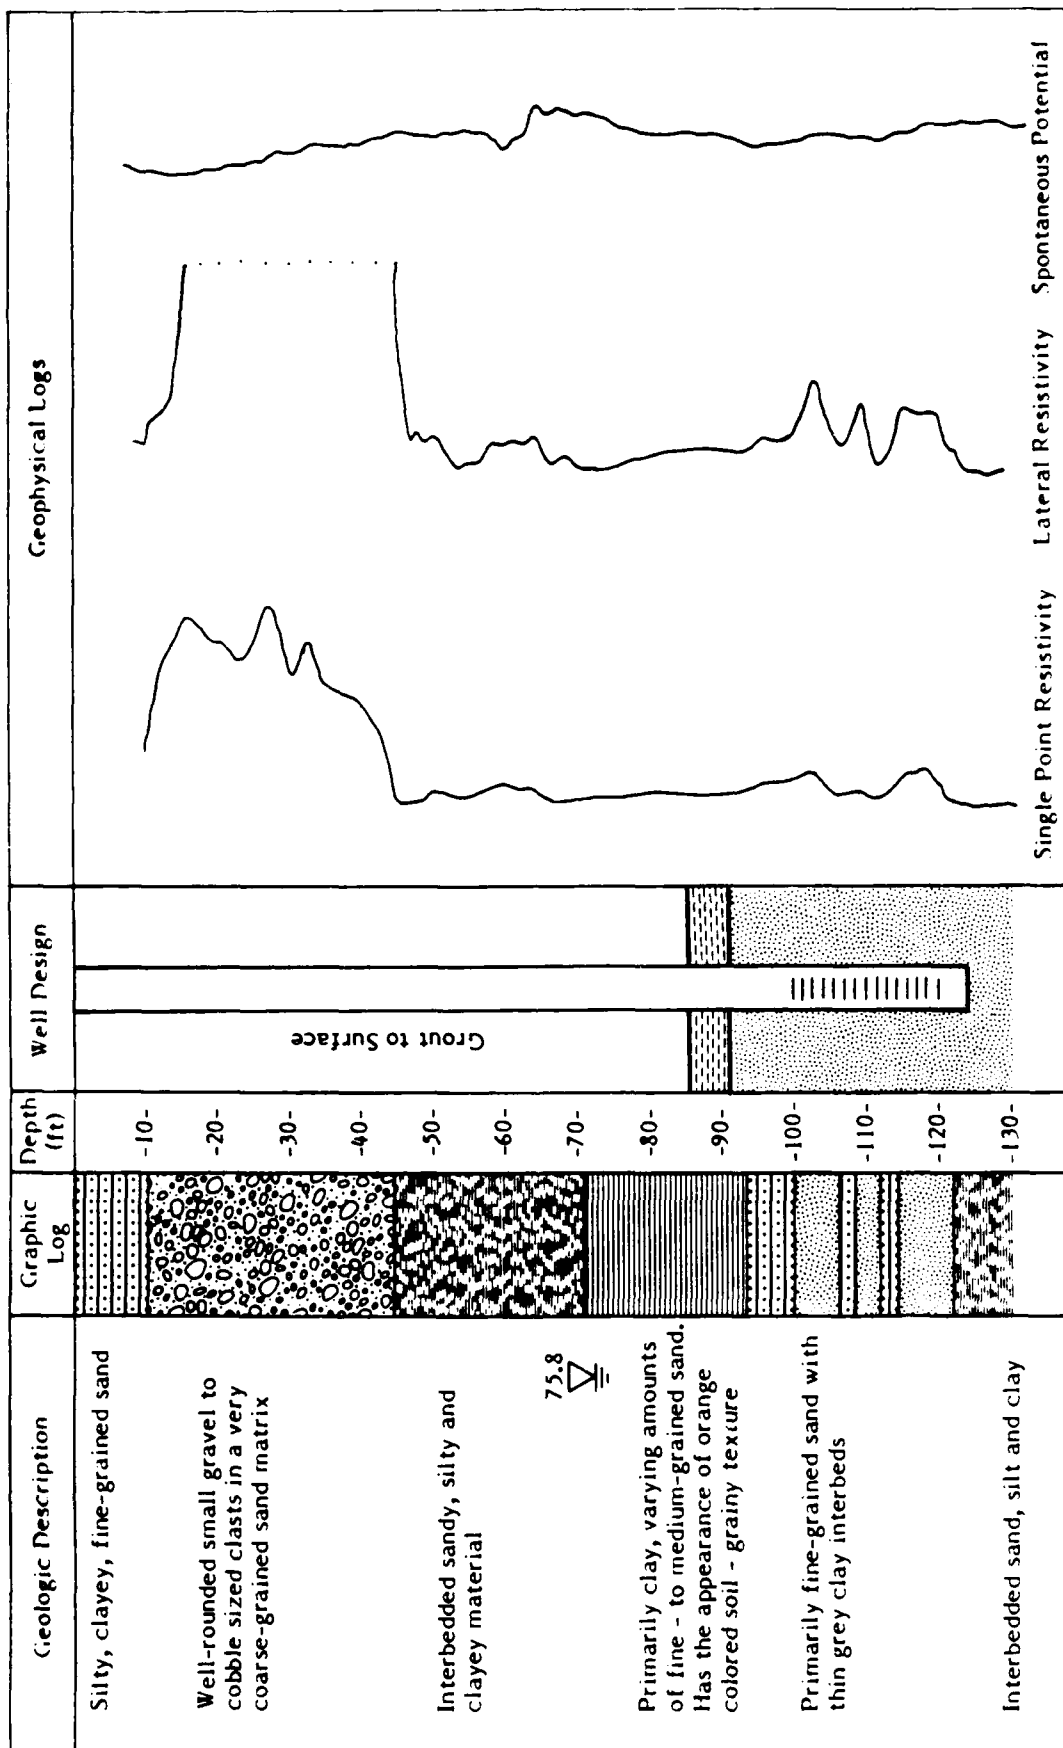 Geologic Description
Graphic
Log
Depth
(ft)
Well Design
Geophysical Logs
Silty, clayey, fine-grained sand
Well-rounded small gravel to
cobble sized clasts in a very
coarse-grained sand matrix
Interbedded sandy, silty and
clayey material
75.8
Primarily clay, varying amounts
of fine - to medium-grained sand.
Has the appearance of orange
colored soil - grainy texture
Primarily fine-grained sand with
thin grey clay interbeds
Interbedded sand, silt and clay
-10-
-20-
-30-
-40-
-50-
-60-
-70-
-80-
-90-
-100-
-110-
-120-
-130-
Grout to Surface
Single Point Resistivity
Lateral Resistivity
Spontaneous Potential